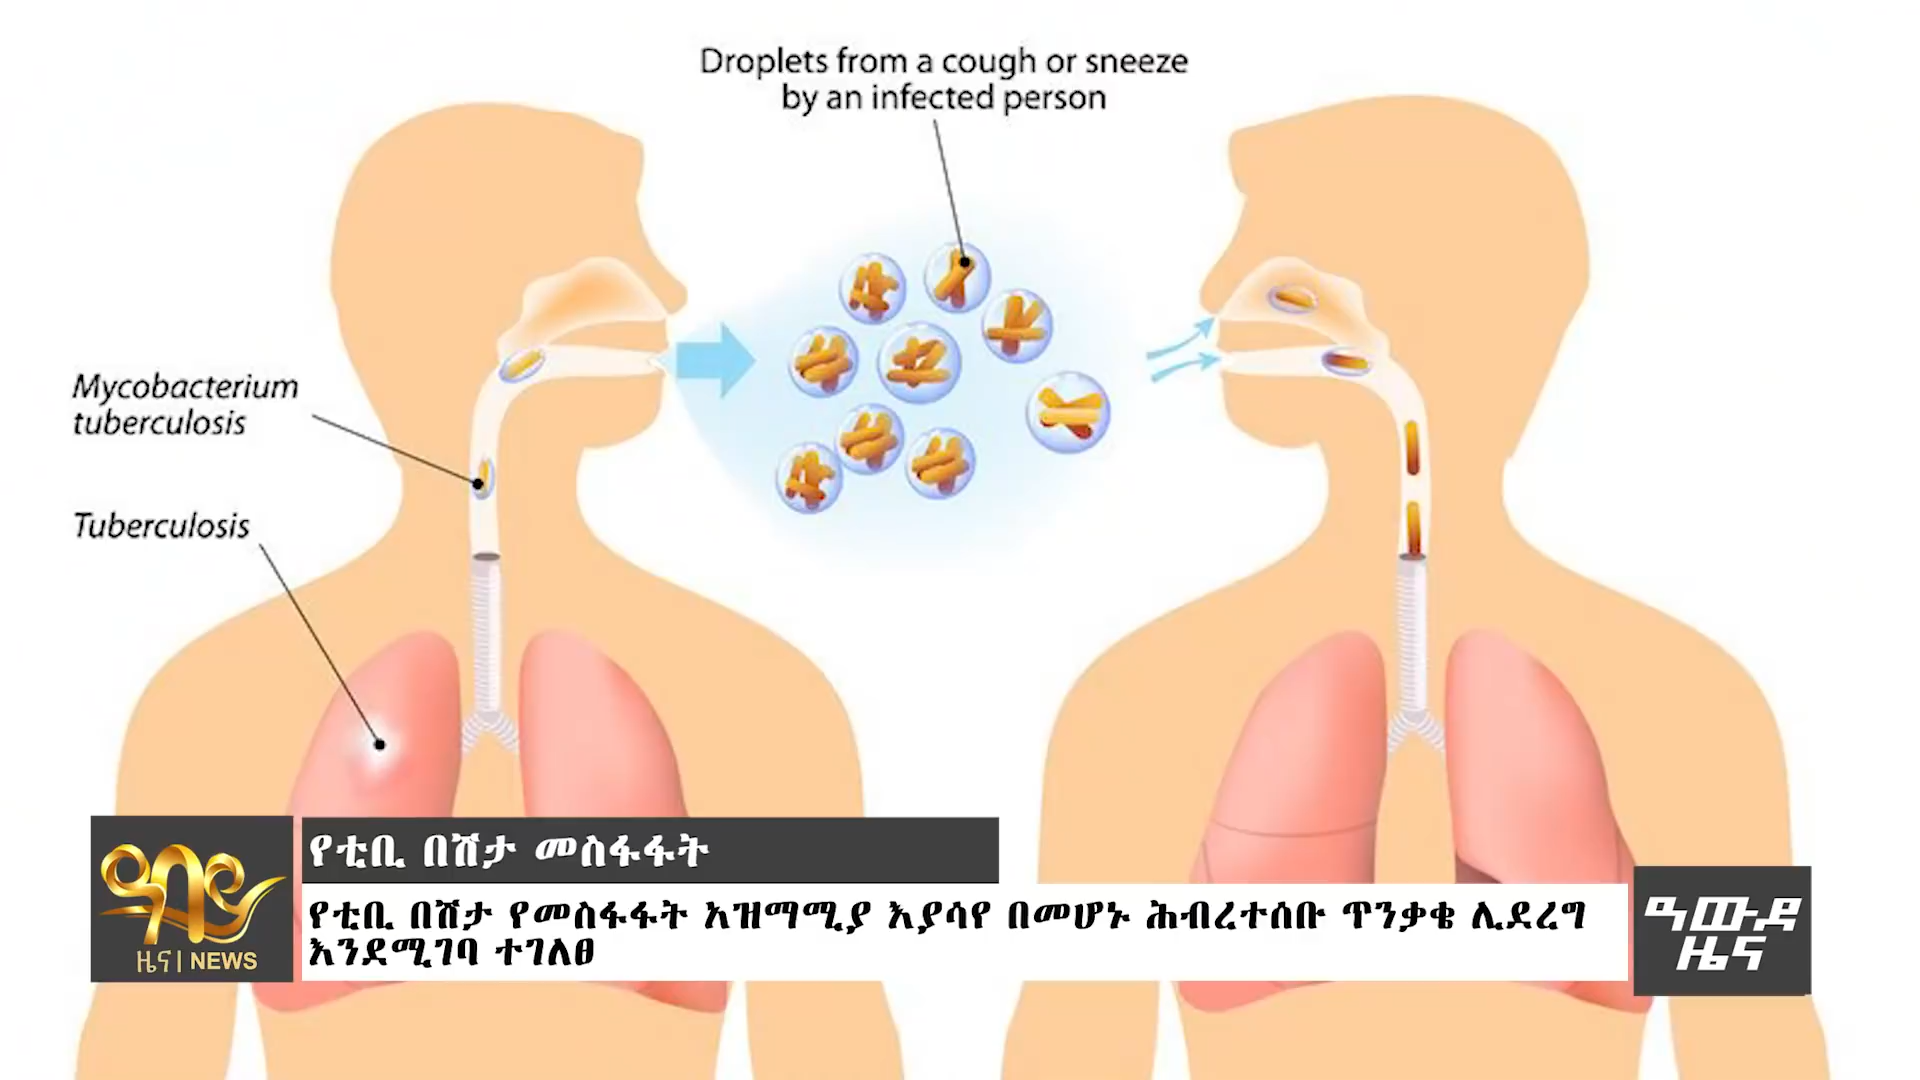 Droplets from a cough or sneeze
by an infected person
Mycobacterium
tuberculosis
Tuberculosis
የቲቢ በሽታ መስፋፋት
የቲቢ በሽታ የመስፋፋት አዝማሚያ እያሳየ በመሆኑ ሕብረተሰቡ ጥንቃቄ ሊደረግ
እንደሚገባ ተገለፀ
ዓባይ
ዜና | NEWS
ዓውደ
ዜና